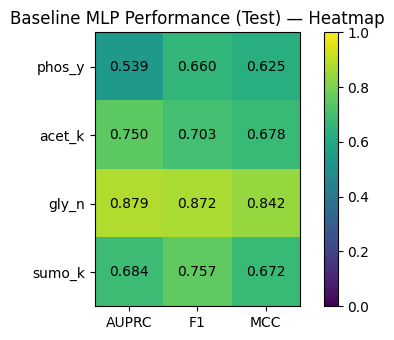 Baseline MLP Performance (Test) — Heatmap
phos_y 0.539 0.660 0.625
acet_k 0.750 0.703 0.678
gly_n 0.879 0.872 0.842
sumo_k 0.684 0.757 0.672
AUPRC F1 MCC
1.0
0.8
0.6
0.4
0.2
0.0